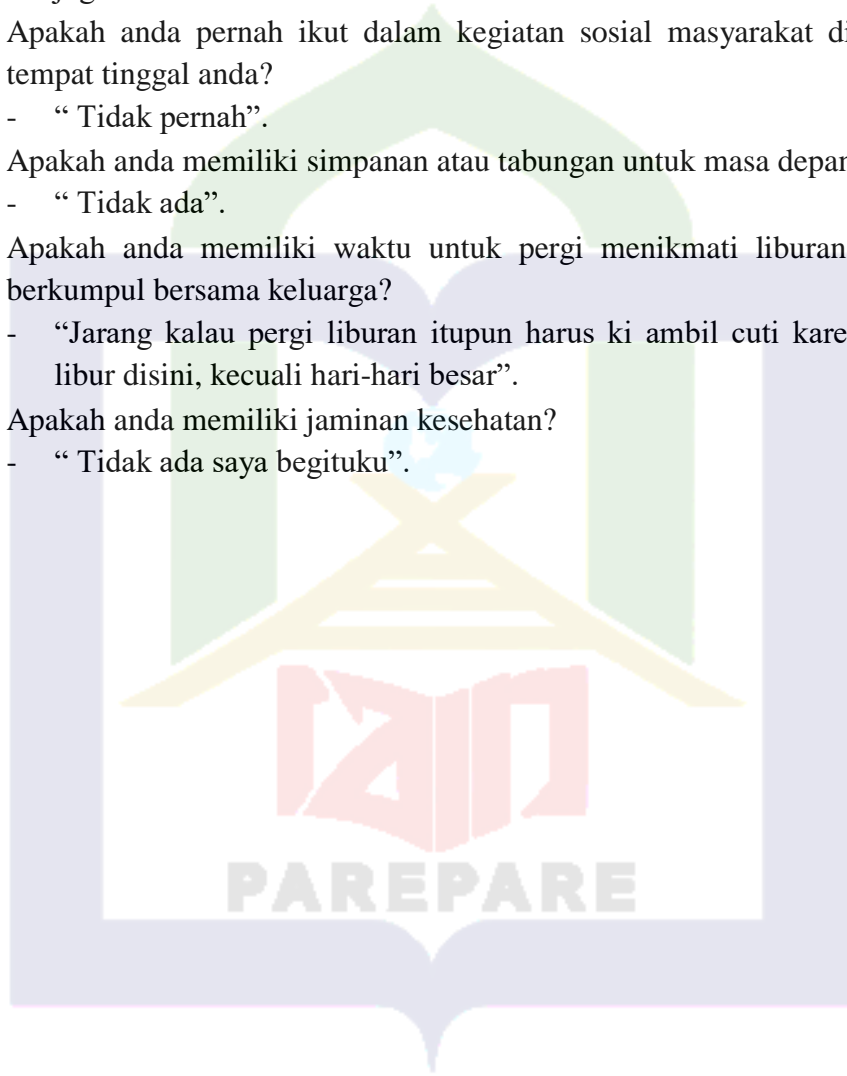 Apakah anda pernah ikut dalam kegiatan sosial masyarakat di
tempat tinggal anda?
- “ Tidak pernah”.
Apakah anda memiliki simpanan atau tabungan untuk masa depan
- “ Tidak ada”.
Apakah anda memiliki waktu untuk pergi menikmati liburan
berkumpul bersama keluarga?
- “Jarang kalau pergi liburan itupun harus ki ambil cuti kare
libur disini, kecuali hari-hari besar”.
Apakah anda memiliki jaminan kesehatan?
- “ Tidak ada saya begituku”.
iain
PAREPARE